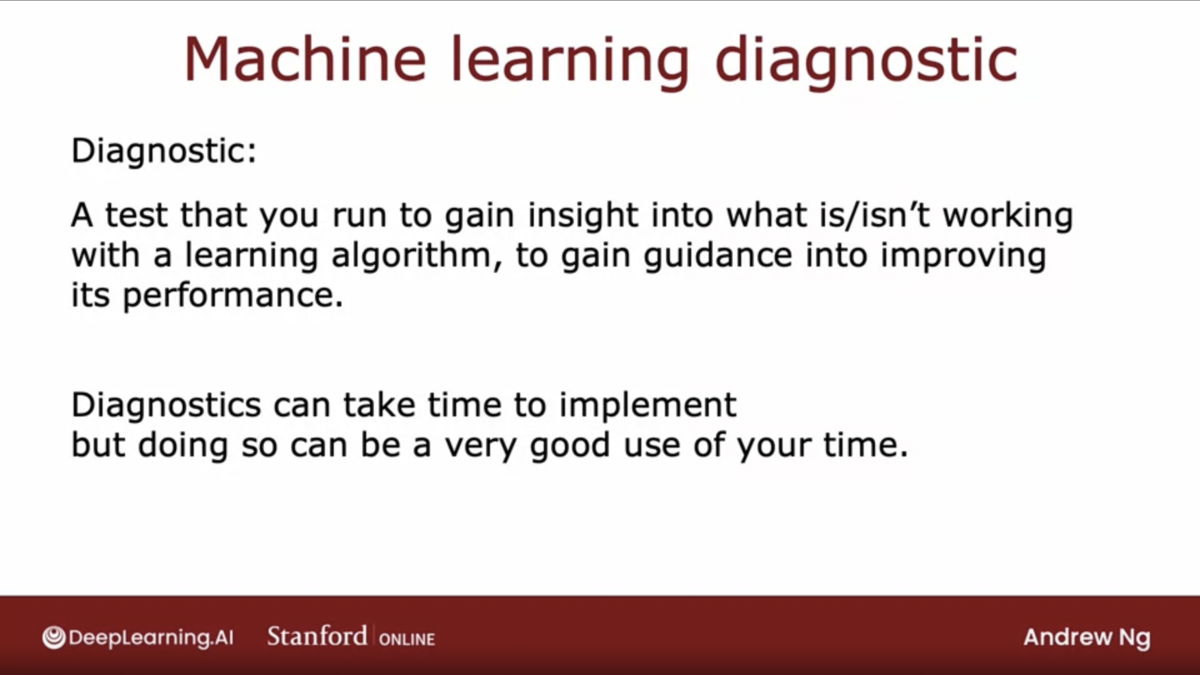 Machine learning diagnostic
Diagnostic:
A test that you run to gain insight into what is/isn’t working
with a learning algorithm, to gain guidance into improving
its performance.
Diagnostics can take time to implement
but doing so can be a very good use of your time.
DeepLearning.AI Stanford ONLINE Andrew Ng